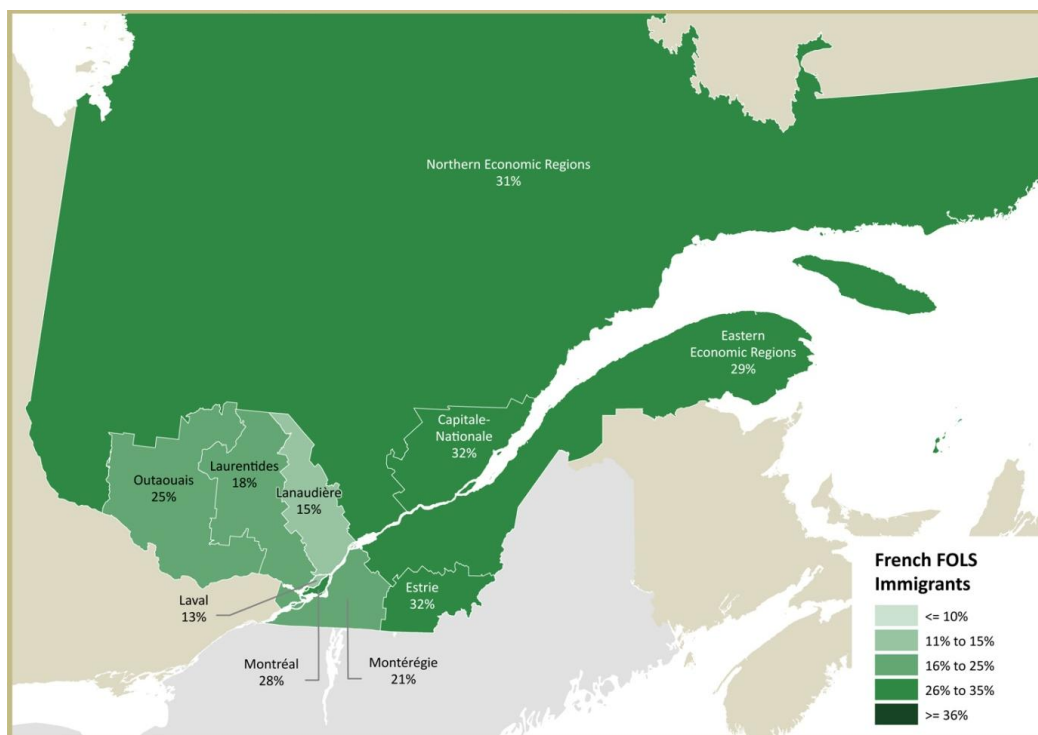 Northern Economic Regions
31%
Eastern
Economic Regions
29%
Capitale-
Nationale
32%
Laurentides
18%
Outaouais
25%
Lanaudière
15%
Estrie
32%
Laval
13%
Montréal
28%
Montérégie
21%
French FOLS
Immigrants
<= 10%
11% to 15%
16% to 25%
26% to 35%
>= 36%